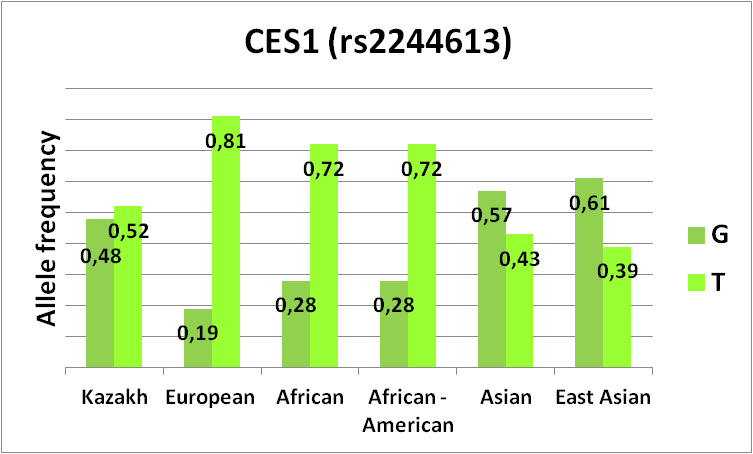 CES1 (rs2244613)
Allele frequency
0,48
0,52
0,19
0,81
0,28
0,72
0,28
0,72
0,57
0,43
0,61
0,39
G
T
Kazakh
European
African
African -
American
Asian
East Asian